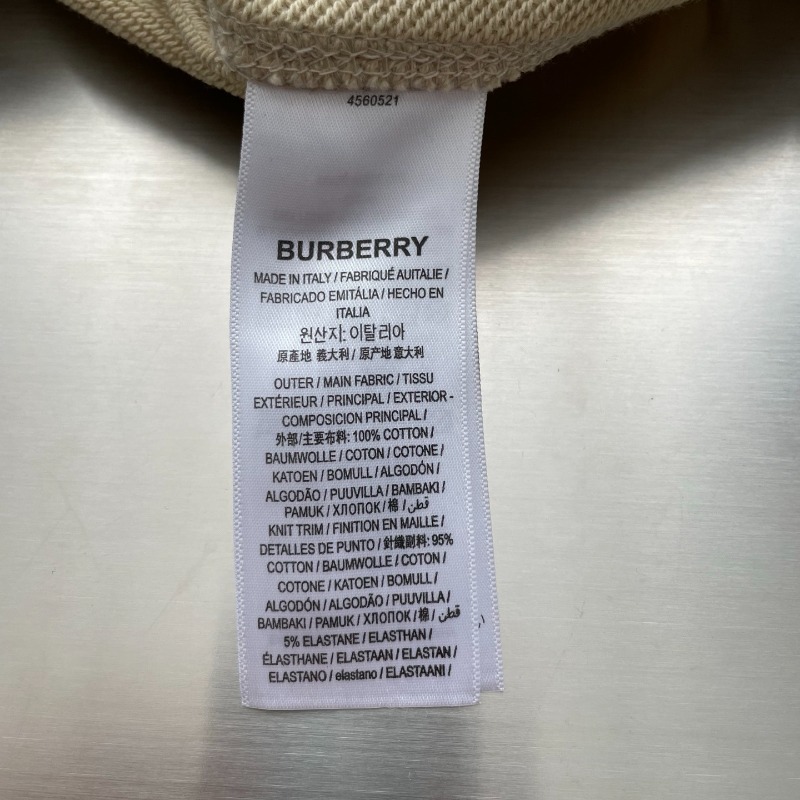 4560521
BURBERRY
MADE IN ITALY / FABRIQUÉ AUITALIE /
FABRICADO EMITÁLIA / HECHO EN
ITALIA
원산지: 이탈리아
原產地 義大利 / 原产地 意大利
OUTER / MAIN FABRIC / TISSU
EXTÉRIEUR / PRINCIPAL / EXTERIOR -
COMPOSICION PRINCIPAL /
外部/主要布料: 100% COTTON /
BAUMWOLLE / COTON / COTONE /
KATOEN / BOMULL / ALGODÓN /
ALGODÃO / PUUVILLA / BAMBAKI /
PAMUK / ХЛОПОК / 棉 / قطن /
KNIT TRIM / FINITION EN MAILLE /
DETALLES DE PUNTO / 針織副料: 95%
COTTON / BAUMWOLLE / COTON /
COTONE / KATOEN / BOMULL /
ALGODÓN / ALGODÃO / PUUVILLA /
BAMBAKI / PAMUK / ХЛОПОК / 棉 / قطن
5% ELASTANE / ELASTHAN /
ÉLASTHANE / ELASTAAN / ELASTAN /
ELASTANO / elastano / ELASTAANI /